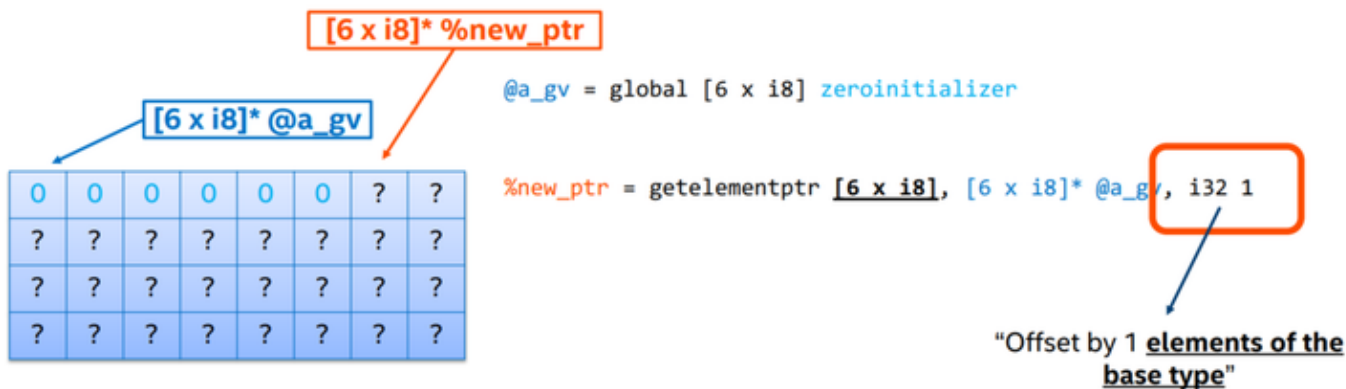 [6 x i8]* %new_ptr
@a_gv = global [6 x i8] zeroinitializer
[6 x i8]* @a_gv
%new_ptr = getelementptr [6 x i8], [6 x i8]* @a_gv, i32 1
0 0 0 0 0 0 ? ?
? ? ? ? ? ? ? ?
? ? ? ? ? ? ? ?
? ? ? ? ? ? ? ?
“Offset by 1 elements of the
base type”